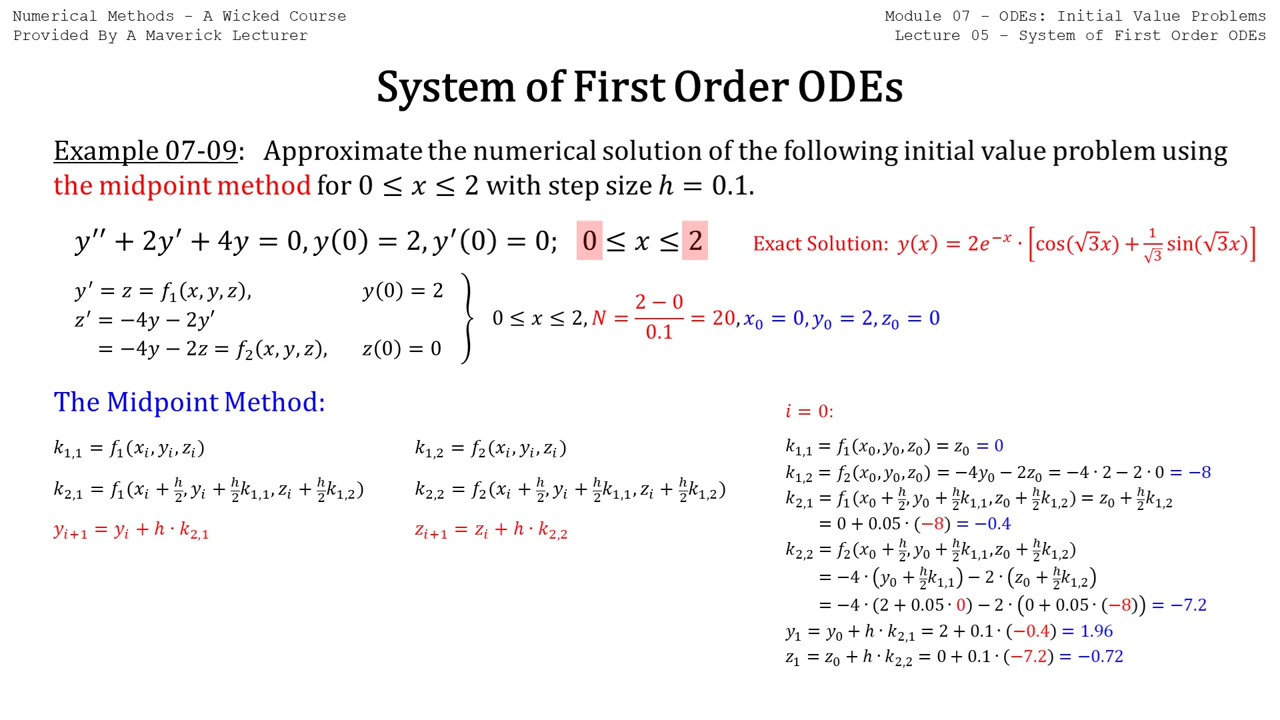 Numerical Methods – A Wicked Course
Provided By A Maverick Lecturer
Module 07 – ODEs: Initial Value Problems
Lecture 05 – System of First Order ODEs
System of First Order ODEs
Example 07-09: Approximate the numerical solution of the following initial value problem using
the midpoint method for 0 ≤ x ≤ 2 with step size h = 0.1.
y′′ + 2y′ + 4y = 0, y(0) = 2, y′(0) = 0; 0 ≤ x ≤ 2
Exact Solution: y(x) = 2e^{−x} · [cos(√3x) + 1/√3 sin(√3x)]
y′ = z = f₁(x, y, z), y(0) = 2
z′ = −4y − 2y′
= −4y − 2z = f₂(x, y, z), z(0) = 0
0 ≤ x ≤ 2, N = (2 − 0)/0.1 = 20, x₀ = 0, y₀ = 2, z₀ = 0
The Midpoint Method:
k₁,₁ = f₁(xᵢ, yᵢ, zᵢ)
k₂,₁ = f₁(xᵢ + h/2, yᵢ + h/2 k₁,₁, zᵢ + h/2 k₁,₂)
yᵢ₊₁ = yᵢ + h · k₂,₁
k₁,₂ = f₂(xᵢ, yᵢ, zᵢ)
k₂,₂ = f₂(xᵢ + h/2, yᵢ + h/2 k₁,₁, zᵢ + h/2 k₁,₂)
zᵢ₊₁ = zᵢ + h · k₂,₂
i = 0:
k₁,₁ = f₁(x₀, y₀, z₀) = z₀ = 0
k₁,₂ = f₂(x₀, y₀, z₀) = −4y₀ − 2z₀ = −4 · 2 − 2 · 0 = −8
k₂,₁ = f₁(x₀ + h/2, y₀ + h/2 k₁,₁, z₀ + h/2 k₁,₂) = z₀ + h/2 k₁,₂
= 0 + 0.05 · (−8) = −0.4
k₂,₂ = f₂(x₀ + h/2, y₀ + h/2 k₁,₁, z₀ + h/2 k₁,₂)
= −4 · (y₀ + h/2 k₁,₁) − 2 · (z₀ + h/2 k₁,₂)
= −4 · (2 + 0.05 · 0) − 2 · (0 + 0.05 · (−8)) = −7.2
y₁ = y₀ + h · k₂,₁ = 2 + 0.1 · (−0.4) = 1.96
z₁ = z₀ + h · k₂,₂ = 0 + 0.1 · (−7.2) = −0.72